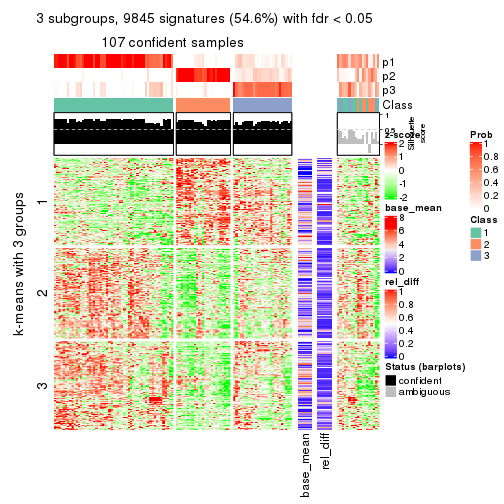 3 subgroups, 9845 signatures (54.6%) with fdr < 0.05
107 confident samples
p1
p2
p3
Class
1
0.5
Silhouette
score
k-means with 3 groups
1
2
3
base_mean
rel_diff
z-score
2
1
0
-1
-2
base_mean
8
6
4
2
0
rel_diff
1
0.8
0.6
0.4
0.2
0
Status (barplots)
confident
ambiguous
Prob
1
0.8
0.6
0.4
0.2
0
Class
1
2
3